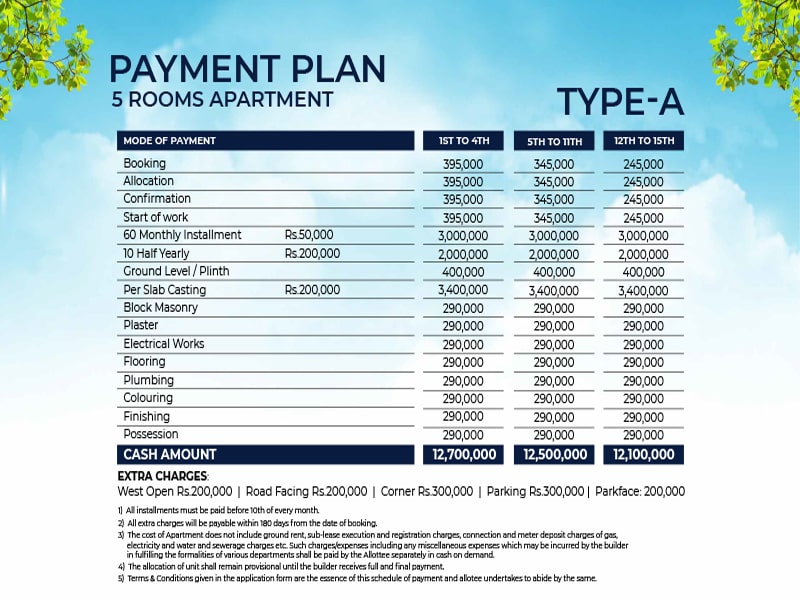 PAYMENT PLAN
5 ROOMS APARTMENT
TYPE-A
MODE OF PAYMENT 1ST TO 4TH 5TH TO 11TH 12TH TO 15TH
Booking 395,000 345,000 245,000
Allocation 395,000 345,000 245,000
Confirmation 395,000 345,000 245,000
Start of work 395,000 345,000 245,000
60 Monthly Installment Rs.50,000 3,000,000 3,000,000 3,000,000
10 Half Yearly Rs.200,000 2,000,000 2,000,000 2,000,000
Ground Level / Plinth 400,000 400,000 400,000
Per Slab Casting Rs.200,000 3,400,000 3,400,000 3,400,000
Block Masonry 290,000 290,000 290,000
Plaster 290,000 290,000 290,000
Electrical Works 290,000 290,000 290,000
Flooring 290,000 290,000 290,000
Plumbing 290,000 290,000 290,000
Colouring 290,000 290,000 290,000
Finishing 290,000 290,000 290,000
Possession 290,000 290,000 290,000
CASH AMOUNT 12,700,000 12,500,000 12,100,000
EXTRA CHARGES:
West Open Rs.200,000 | Road Facing Rs.200,000 | Corner Rs.300,000 | Parking Rs.300,000 | Parkface: 200,000
1) All installments must be paid before 10th of every month.
2) All extra charges will be payable within 180 days from the date of booking.
3) The cost of Apartment does not include ground rent, sub-lease execution and registration charges, connection and meter deposit charges of gas,
electricity and water and sewerage charges etc. Such charges/expenses including any miscellaneous expenses which may be incurred by the builder
in fulfilling the formalities of various departments shall be paid by the Allottee separately in cash on demand.
4) The allocation of unit shall remain provisional until the builder receives full and final payment.
5) Terms & Conditions given in the application form are the essence of this schedule of payment and allotee undertakes to abide by the same.